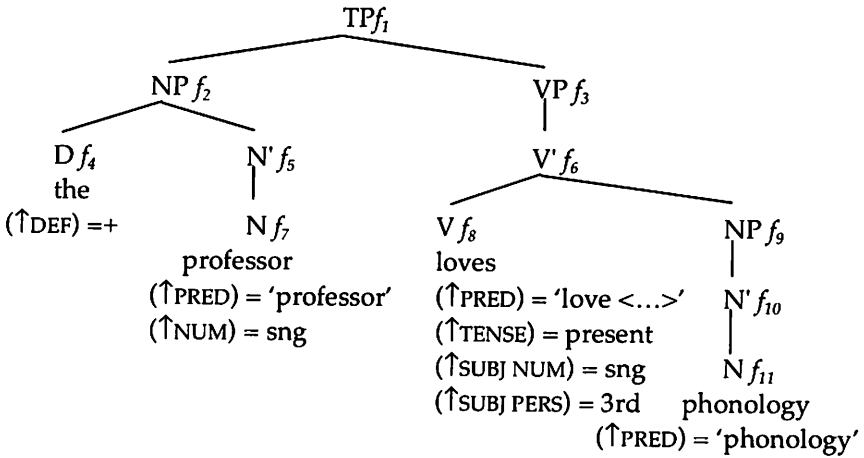 TPf₁
NP f₂ VP f₃
D f₄ N' f₅ V' f₆
the
(↑DEF) =+ N f₇ V f₈ NP f₉
professor loves
(↑PRED) = 'professor' (↑PRED) = 'love <...>' N' f₁₀
(↑NUM) = sng (↑TENSE) = present
(↑SUBJ NUM) = sng N f₁₁
(↑SUBJ PERS) = 3rd phonology
(↑PRED) = 'phonology'